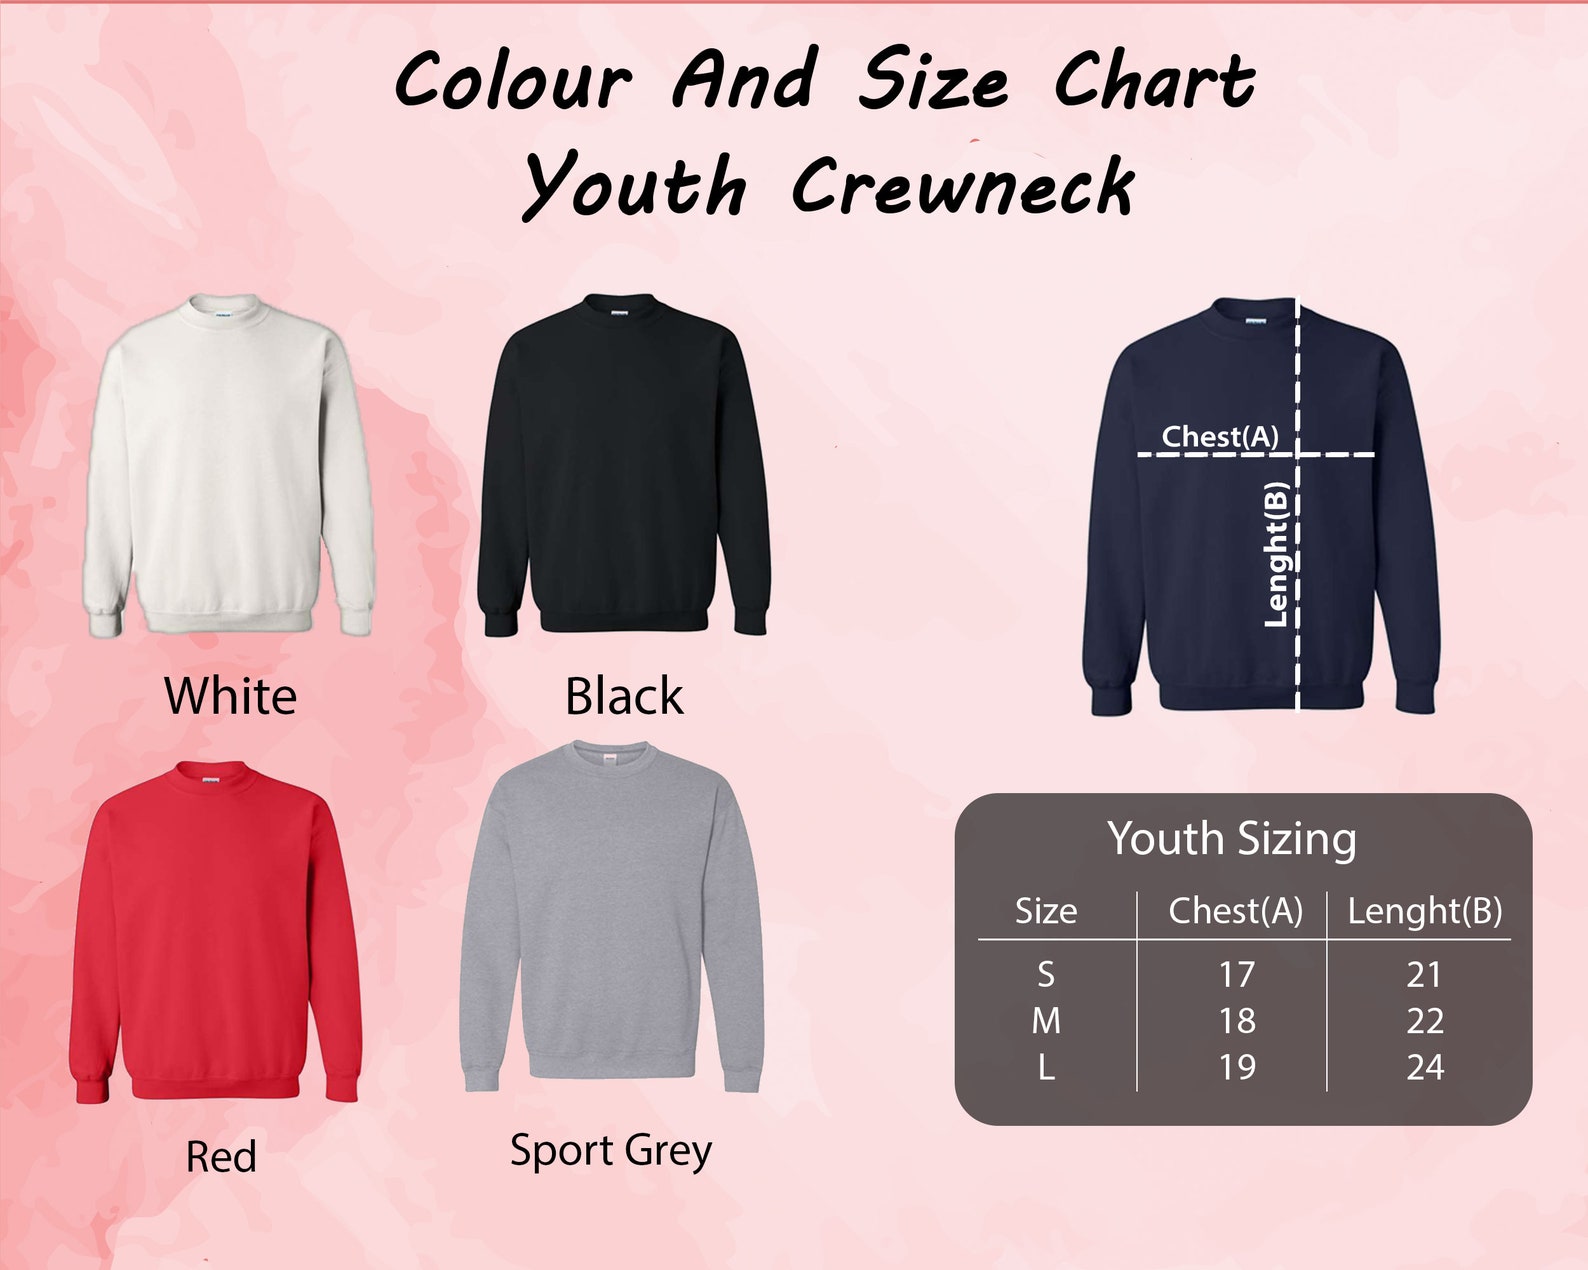 Colour And Size Chart
Youth Crewneck
White
Black
Red
Sport Grey
Chest(A)
Lenght(B)
Youth Sizing
Size Chest(A) Lenght(B)
S 17 21
M 18 22
L 19 24